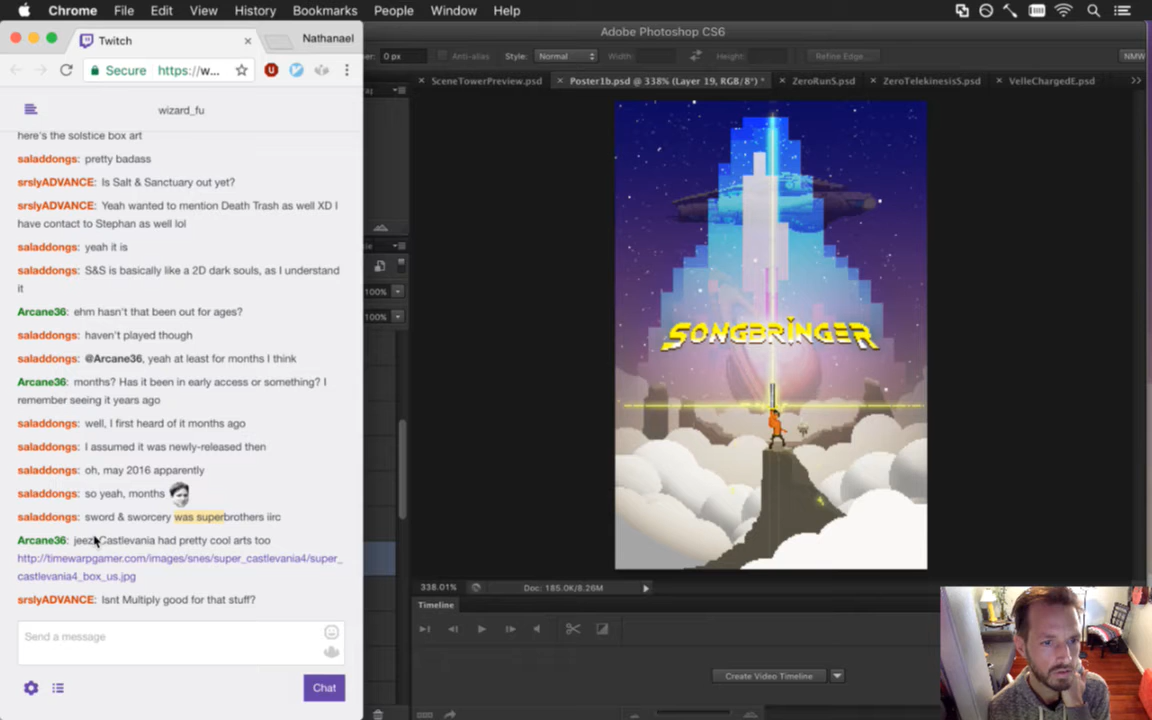 Chrome File Edit View History Bookmarks People Window Help
Twitch
Nathanael
Adobe Photoshop CS6
0 px Anti-alias Style: Normal Width: Height: Refine Edge...
Secure https://w...
SceneTowerPreview.psd Poster1b.psd @ 338% (Layer 19, RGB/8*) * ZeroRunS.psd ZeroTelekinesisS.psd VelleChargedE.psd
wizard_fu
here's the solstice box art
saladdongs: pretty badass
srslyADVANCE: Is Salt & Sanctuary out yet?
srslyADVANCE: Yeah wanted to mention Death Trash as well XD I
have contact to Stephan as well lol
saladdongs: yeah it is
saladdongs: S&S is basically like a 2D dark souls, as I understand
it
Arcane36: ehm hasn't that been out for ages?
saladdongs: haven't played though
saladdongs: @Arcane36, yeah at least for months I think
Arcane36: months? Has it been in early access or something? I
remember seeing it years ago
saladdongs: well, I first heard of it months ago
saladdongs: I assumed it was newly-released then
saladdongs: oh, may 2016 apparently
saladdongs: so yeah, months
saladdongs: sword & sworcery was superbrothers iirc
Arcane36: jeez Castlevania had pretty cool arts too
http://timewarpgamer.com/images/snes/super_castlevania4/super_
castlevania4_box_us.jpg
srslyADVANCE: Isnt Multiply good for that stuff?
Send a message
Chat
100%
100%
SONGBRINGER
338.01% Doc: 185.0K/8.26M
Timeline
Create Video Timeline